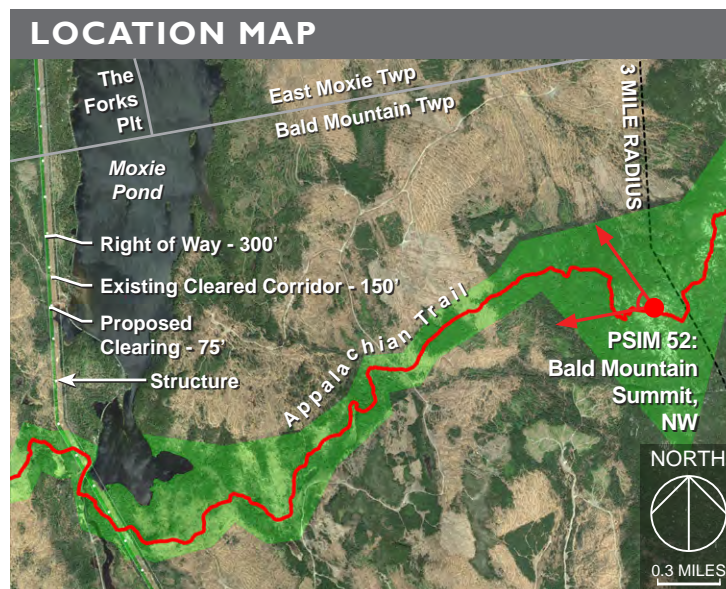 LOCATION MAP
The
Forks
Plt
East Moxie Twp
Bald Mountain Twp
3 MILE RADIUS
Moxie
Pond
Right of Way - 300’
Existing Cleared Corridor - 150’
Proposed
Clearing - 75’
Structure
Appalachian Trail
PSIM 52:
Bald Mountain
Summit,
NW
NORTH
0.3 MILES